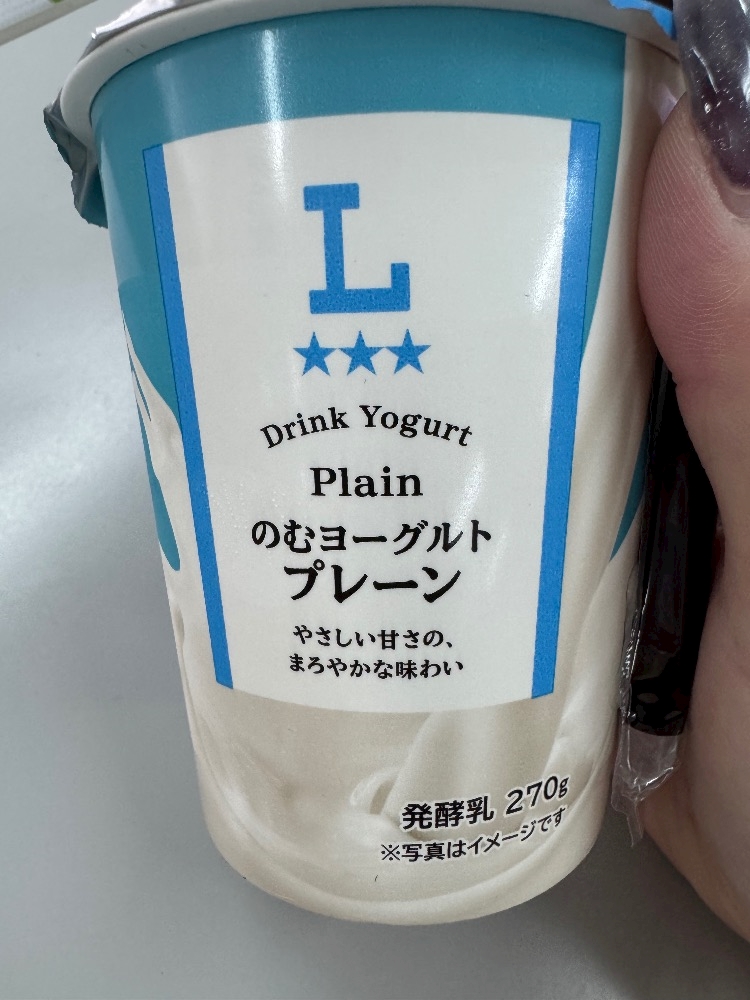 L
★★★
Drink Yogurt
Plain
のむヨーグルト
プレーン
やさしい甘さの、
まろやかな味わい
発酵乳 270g
※写真はイメージです